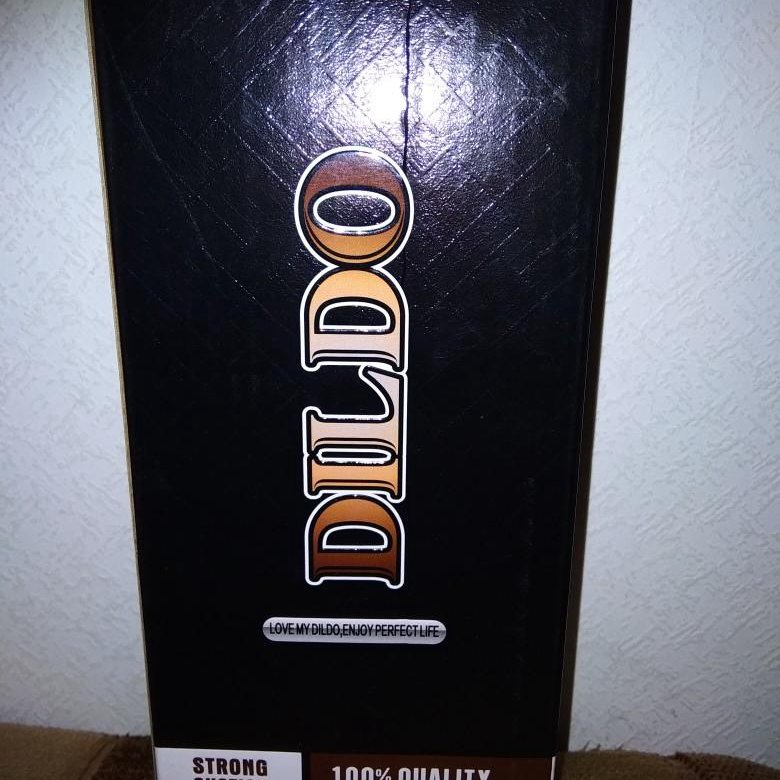 DILDO
LOVE MY DILDO,ENJOY PERFECT LIFE
STRONG
100% QUALITY